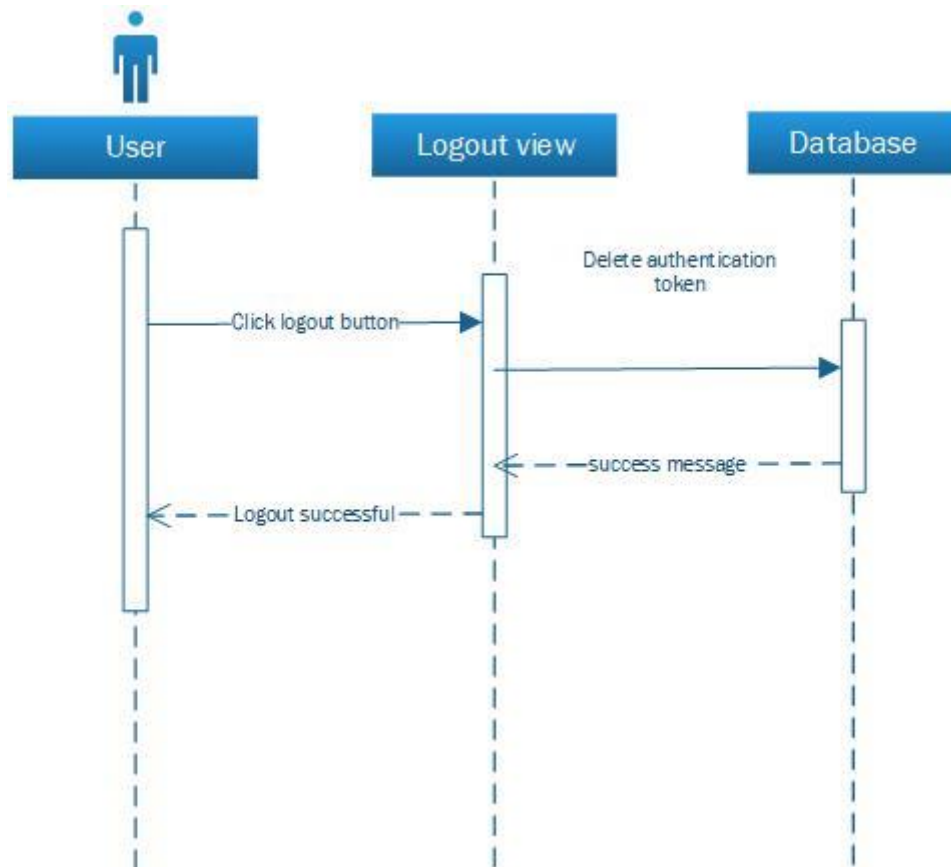 User
Logout view
Database
Delete authentication
token
Click logout button
success message
Logout successful